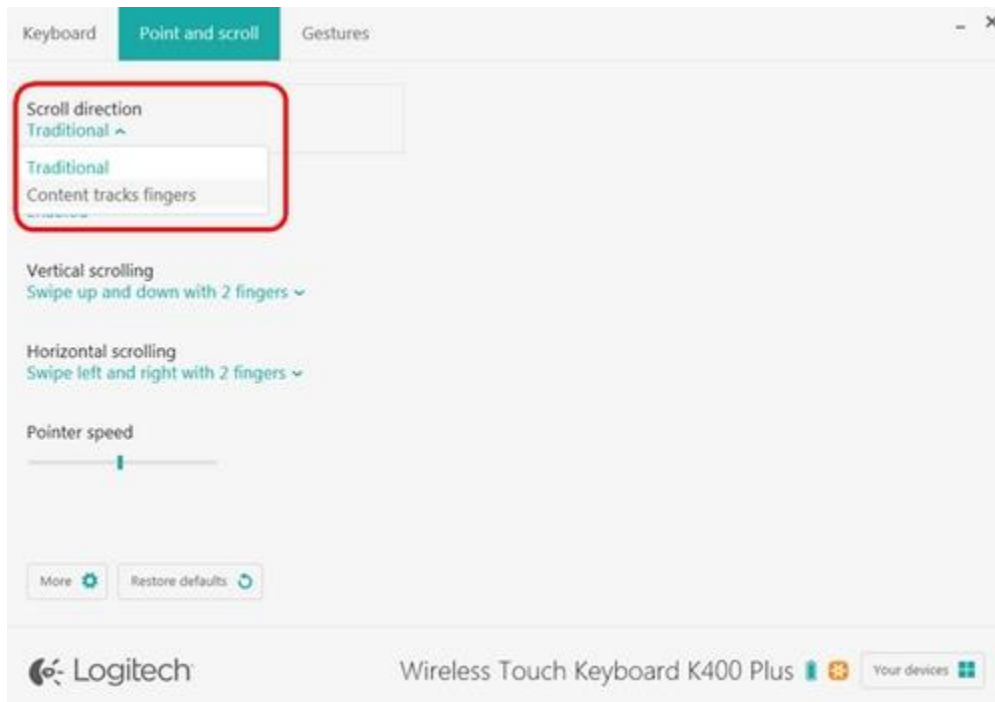 Keyboard
Point and scroll
Gestures
Scroll direction
Traditional
Traditional
Content tracks fingers
Vertical scrolling
Swipe up and down with 2 fingers
Horizontal scrolling
Swipe left and right with 2 fingers
Pointer speed
More
Restore defaults
Logitech
Wireless Touch Keyboard K400 Plus
Your devices